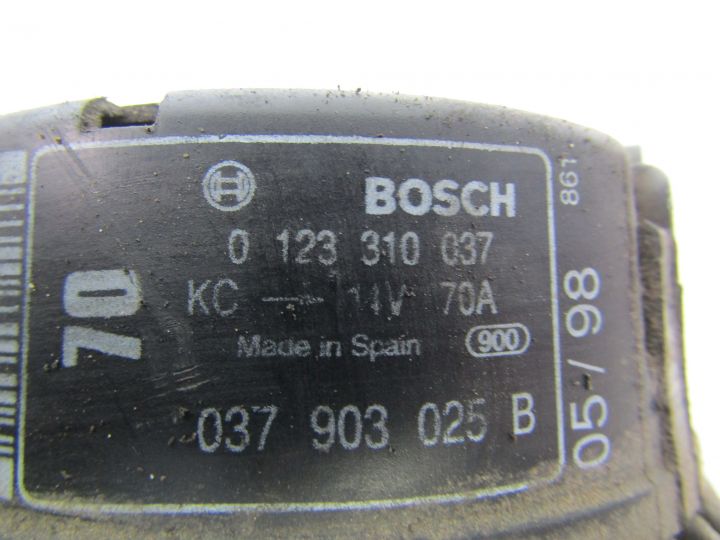 BOSCH
0 123 310 037
KC 14V 70A
Made in Spain 900
037 903 025 B
70
05 / 98
861